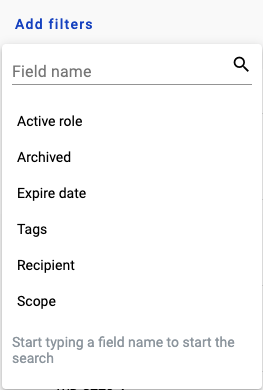 Add filters
Field name
Active role
Archived
Expire date
Tags
Recipient
Scope
Start typing a field name to start the
search